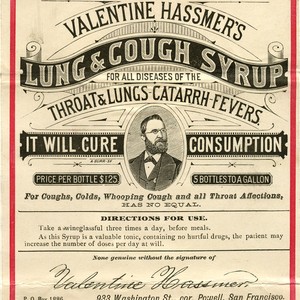 VALENTINE HASSMER'S
LUNG & COUGH SYRUP
FOR ALL DISEASES OF THE
THROAT & LUNGS-CATARRH-FEVERS.
IT WILL CURE CONSUMPTION
PRICE PER BOTTLE $1.25 5 BOTTLES TO A GALLON
For Coughs, Colds, Whooping Cough and all Throat Affections,
HAS NO EQUAL.
DIRECTIONS FOR USE.
Take a wineglassful three times a day, before meals.
As this Syrup is a valuable tonic, containing no harmful drugs, the patient may
increase the number of doses per day at will.
None genuine without the signature of
Valentine Hassmer.
P. O. Box 1886 933 Washington St., cor. Powell, San Francisco.